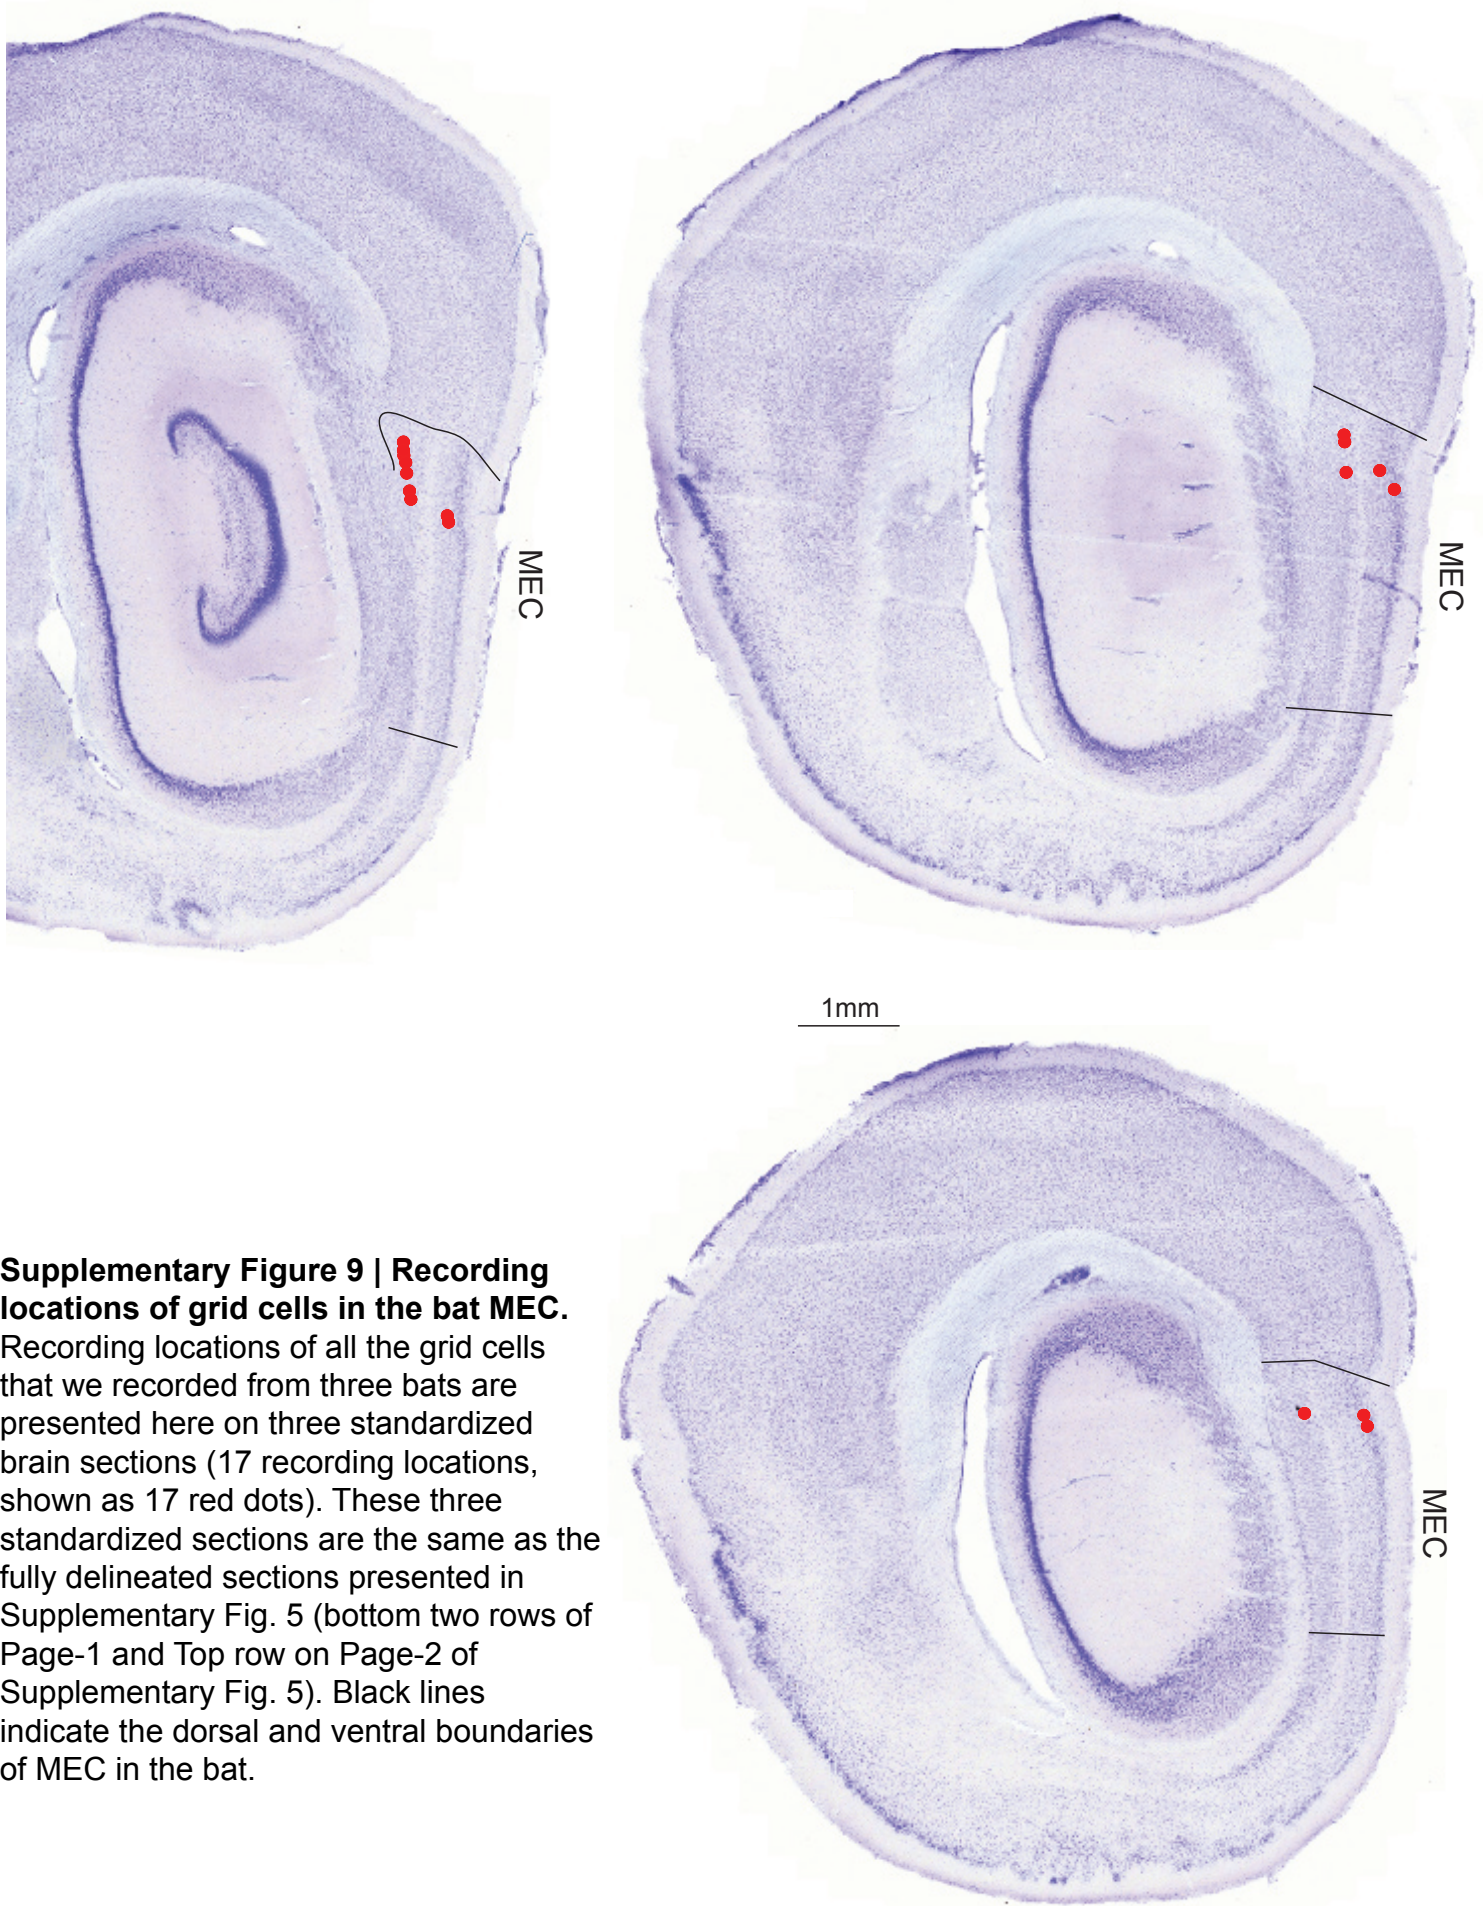 MEC
MEC
1mm
MEC
Supplementary Figure 9 | Recording
locations of grid cells in the bat MEC.
Recording locations of all the grid cells
that we recorded from three bats are
presented here on three standardized
brain sections (17 recording locations,
shown as 17 red dots). These three
standardized sections are the same as the
fully delineated sections presented in
Supplementary Fig. 5 (bottom two rows of
Page-1 and Top row on Page-2 of
Supplementary Fig. 5). Black lines
indicate the dorsal and ventral boundaries
of MEC in the bat.